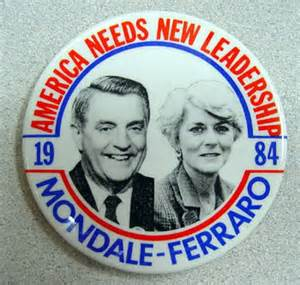 AMERICA NEEDS NEW LEADERSHIP
19 84
MONDALE-FERRARO